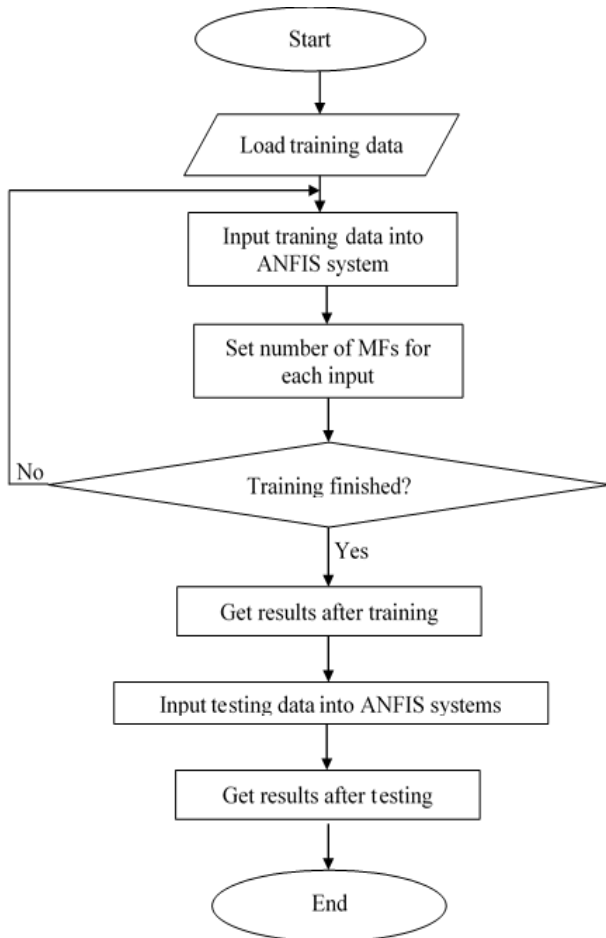 Start
Load training data
Input traning data into
ANFIS system
Set number of MFs for
each input
Training finished?
No
Yes
Get results after training
Input testing data into ANFIS systems
Get results after testing
End